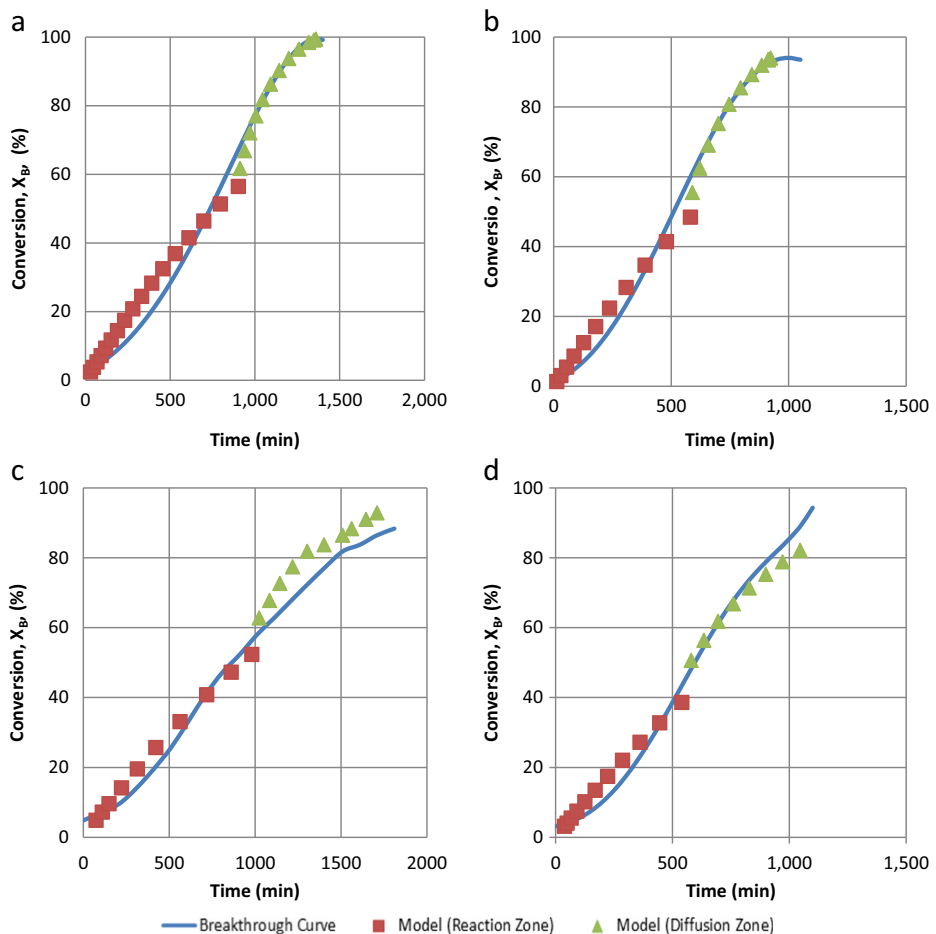 a
100
80
60
40
20
0
0 500 1,000 1,500 2,000
Conversion, X_B, (%)
Time (min)
b
100
80
60
40
20
0
0 500 1,000 1,500
Conversio , X_B, (%)
Time (min)
c
100
80
60
40
20
0
0 500 1000 1500 2000
Conversion, X_B, (%)
Time (min)
d
100
80
60
40
20
0
0 500 1,000 1,500
Conversion, X_B, (%)
Time (min)
Breakthrough Curve Model (Reaction Zone) Model (Diffusion Zone)